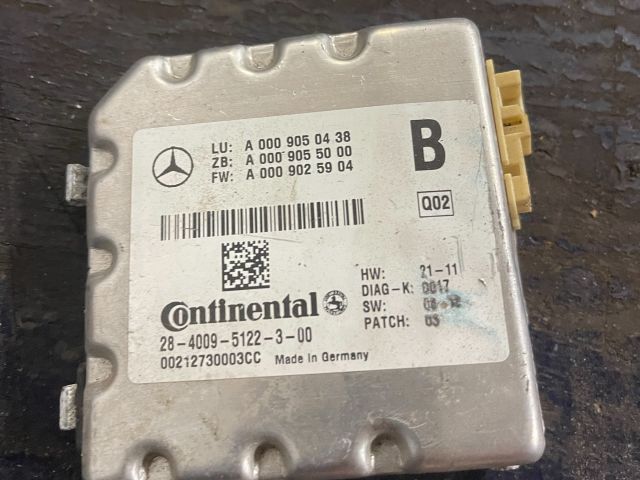 LU: A 000 905 04 38
ZB: A 000 905 50 00
FW: A 000 902 59 04
B
Q02
HW: 21-11
DIAG-K: 0017
SW:
PATCH: 03
Continental
28-4009-5122-3-00
00212730003CC Made in Germany